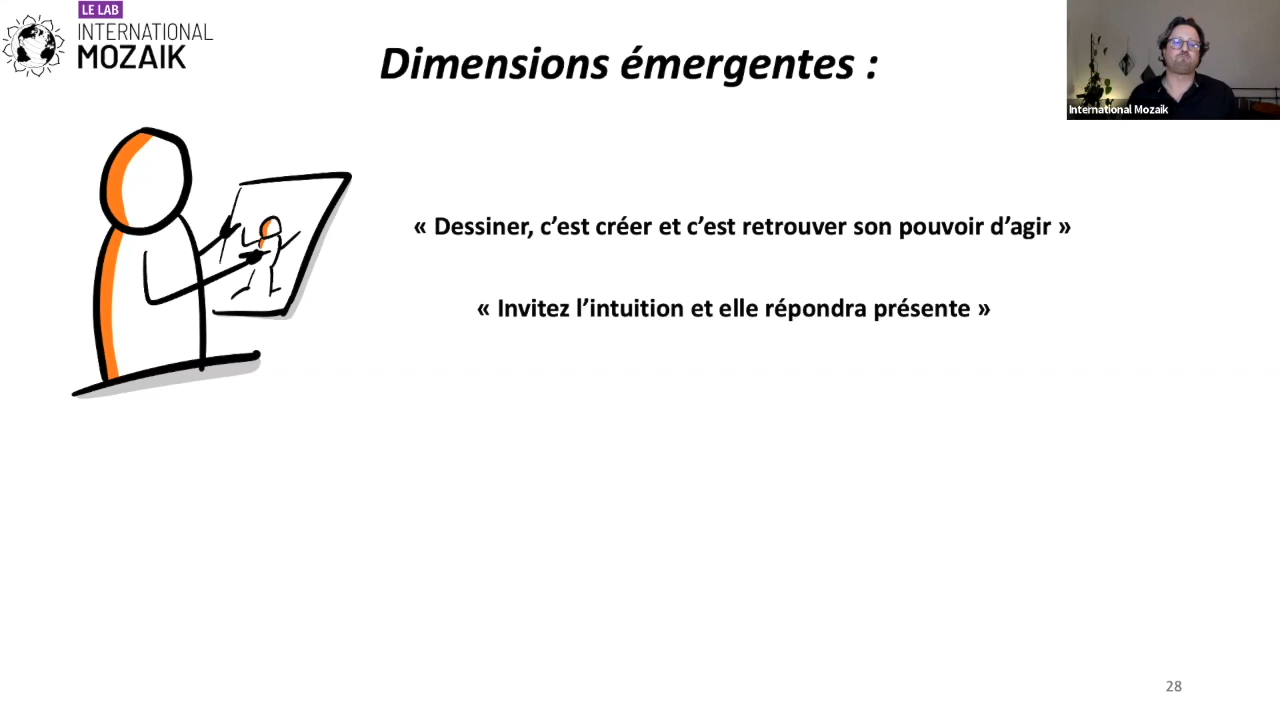 LE LAB
INTERNATIONAL
MOZAIK
Dimensions émergentes :
International Mozaik
« Dessiner, c’est créer et c’est retrouver son pouvoir d’agir »
« Invitez l’intuition et elle répondra présente »
28